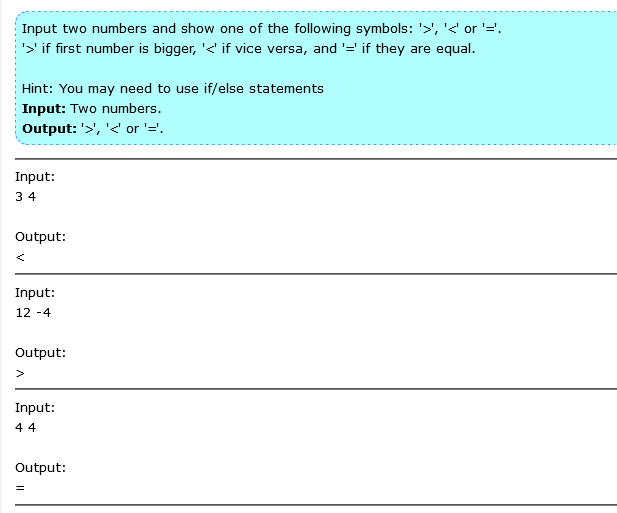 Input two numbers and show one of the following symbols: '>', '<' or '='.
'>' if first number is bigger, '<' if vice versa, and '=' if they are equal.
Hint: You may need to use if/else statements
Input: Two numbers.
Output: '>', '<' or '='.
Input:
3 4
Output:
<
Input:
12 -4
Output:
>
Input:
4 4
Output:
=